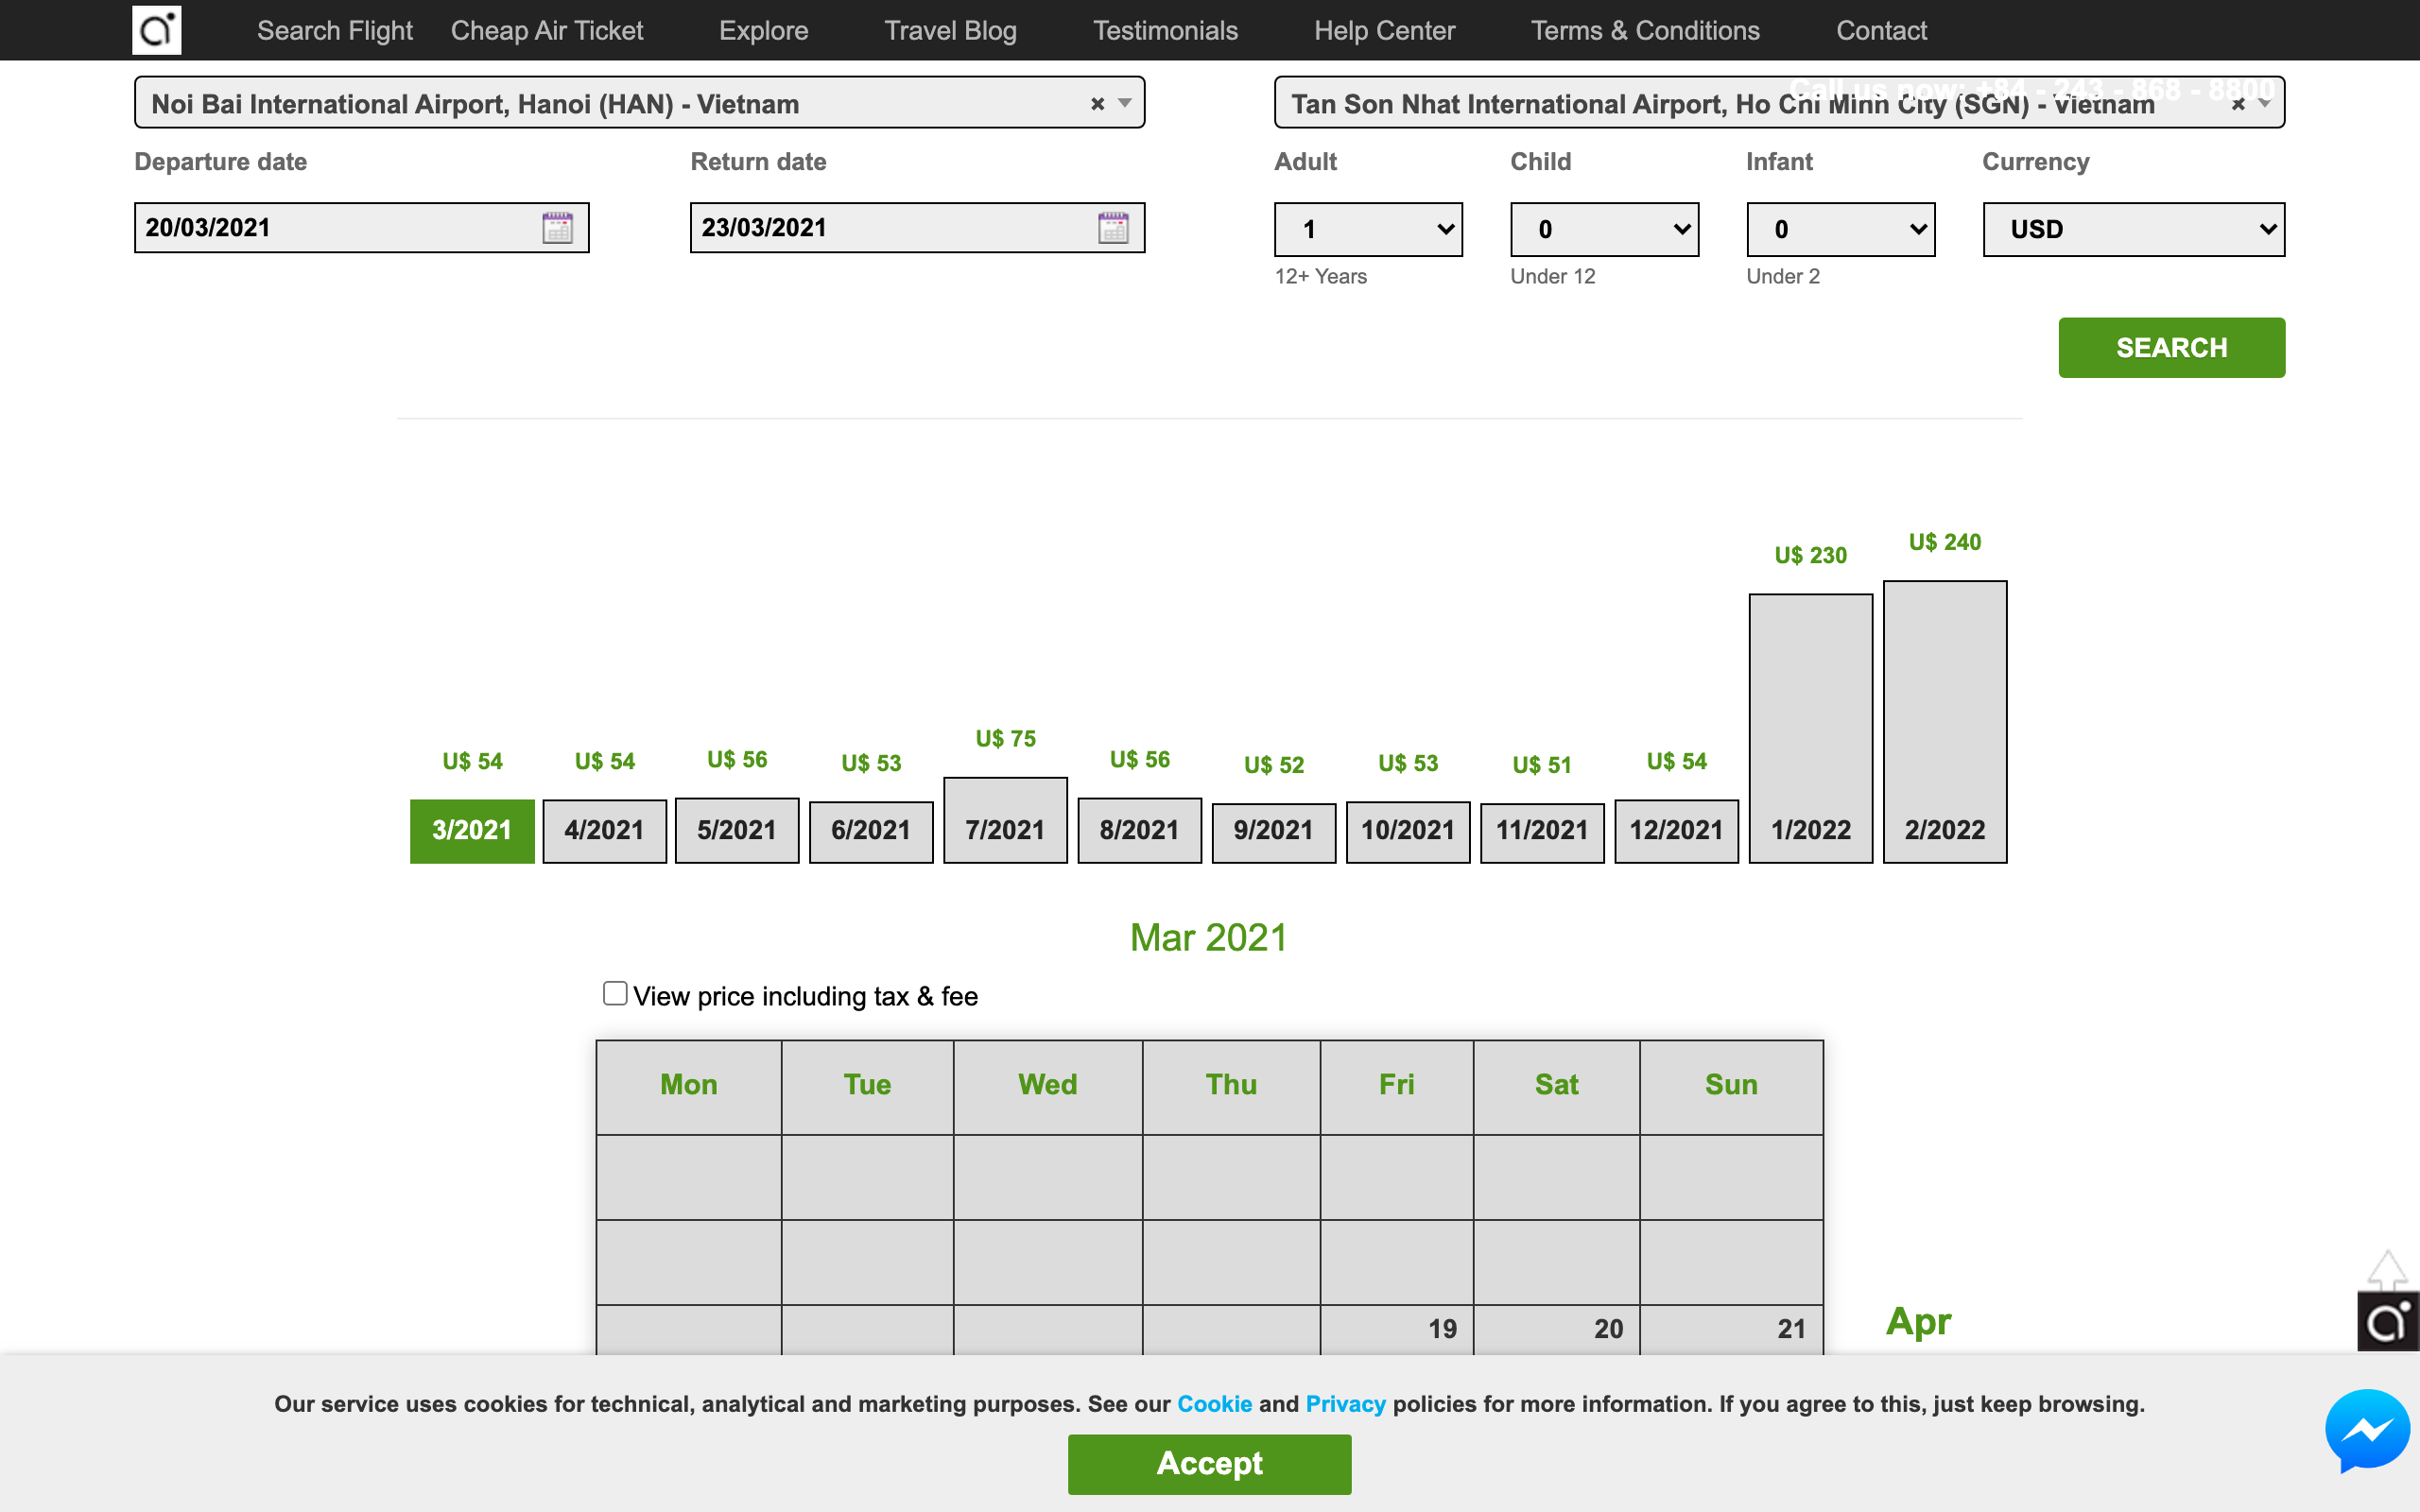 Search Flight Cheap Air Ticket Explore Travel Blog Testimonials Help Center Terms & Conditions Contact
Call us now: +84 - 243 - 868 - 8800
Noi Bai International Airport, Hanoi (HAN) - Vietnam × Tan Son Nhat International Airport, Ho Chi Minh City (SGN) - Vietnam ×
Departure date Return date Adult Child Infant Currency
20/03/2021 23/03/2021 1 0 0 USD
12+ Years Under 12 Under 2
SEARCH
U$ 54 U$ 54 U$ 56 U$ 53 U$ 75 U$ 56 U$ 52 U$ 53 U$ 51 U$ 54 U$ 230 U$ 240
3/2021 4/2021 5/2021 6/2021 7/2021 8/2021 9/2021 10/2021 11/2021 12/2021 1/2022 2/2022
Mar 2021
View price including tax & fee
Mon Tue Wed Thu Fri Sat Sun
19 20 21
Apr
Our service uses cookies for technical, analytical and marketing purposes. See our Cookie and Privacy policies for more information. If you agree to this, just keep browsing.
Accept